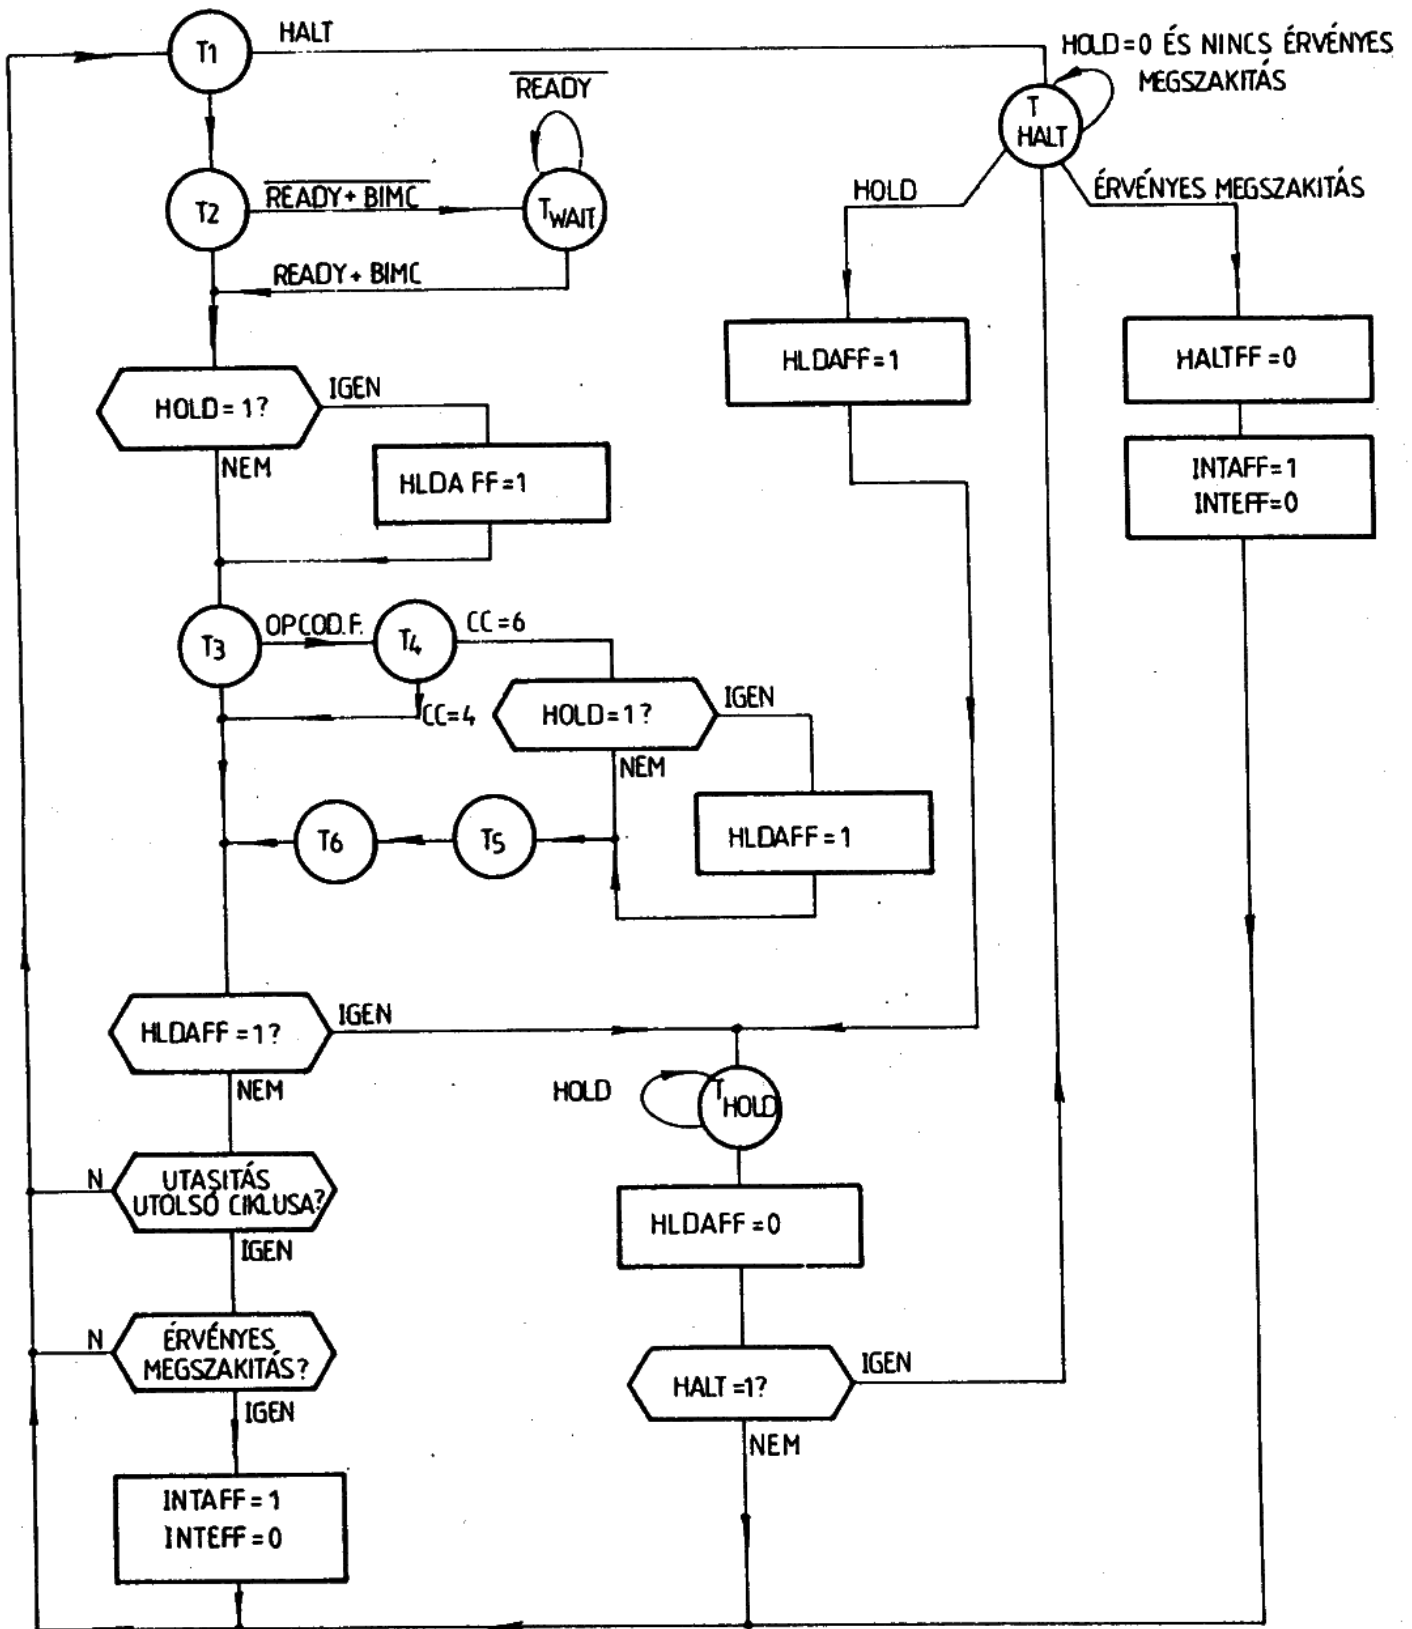 T1
HALT
HOLD=0 ÉS NINCS ÉRVÉNYES
MEGSZAKITÁS
READY
T
HALT
T2
READY+BIMC
TWAIT
HOLD
ÉRVÉNYES MEGSZAKITÁS
READY+BIMC
HOLD=1?
IGEN
NEM
HLDA FF=1
HLDAFF=1
HALTFF=0
INTAFF=1
INTEFF=0
T3
OPCOD.F.
T4
CC=6
CC=4
HOLD=1?
IGEN
NEM
HLDAFF=1
T6
T5
HLDAFF=1?
IGEN
NEM
HOLD
THOLD
N
UTASITÁS
UTOLSÓ CIKLUSA?
IGEN
HLDAFF=0
N
ÉRVÉNYES
MEGSZAKITÁS?
IGEN
HALT=1?
IGEN
NEM
INTAFF=1
INTEFF=0